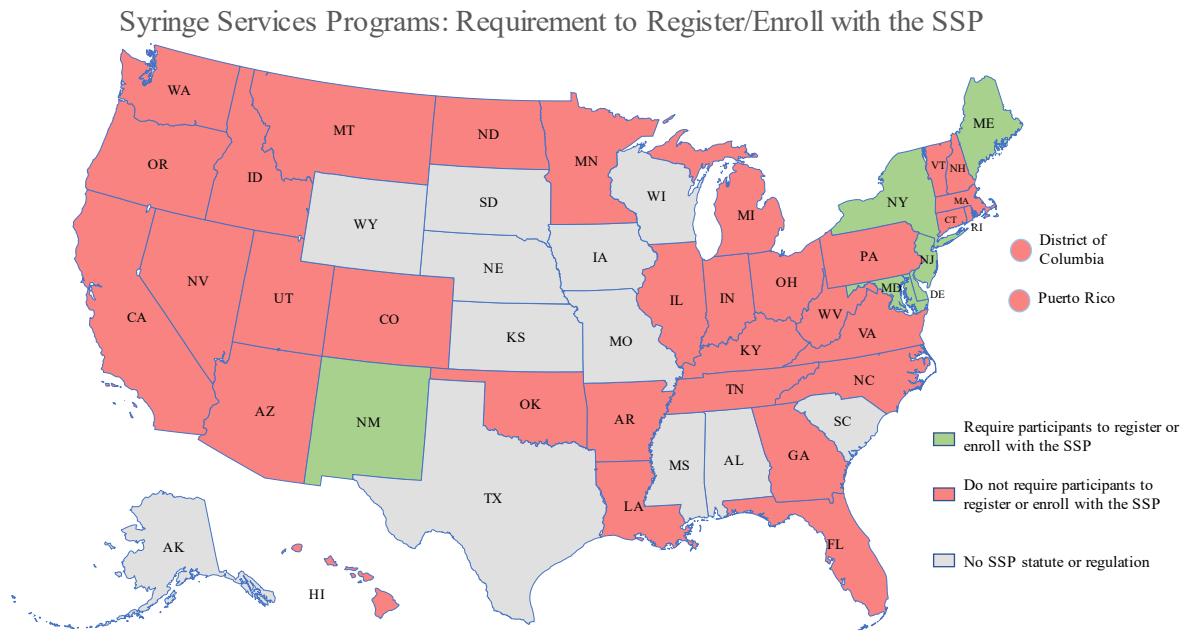 Syringe Services Programs: Requirement to Register/Enroll with the SSP
WA
MT
ND
MN
ME
OR
ID
SD
WI
MI
NY
VT
NH
MA
CT
RI
WY
NE
IA
PA
NJ
NV
UT
CO
KS
MO
IL
IN
OH
MD
DE
WV
VA
KY
CA
AZ
NM
OK
AR
TN
NC
SC
TX
LA
MS
AL
GA
FL
AK
HI
District of
Columbia
Puerto Rico
Require participants to register or
enroll with the SSP
Do not require participants to
register or enroll with the SSP
No SSP statute or regulation